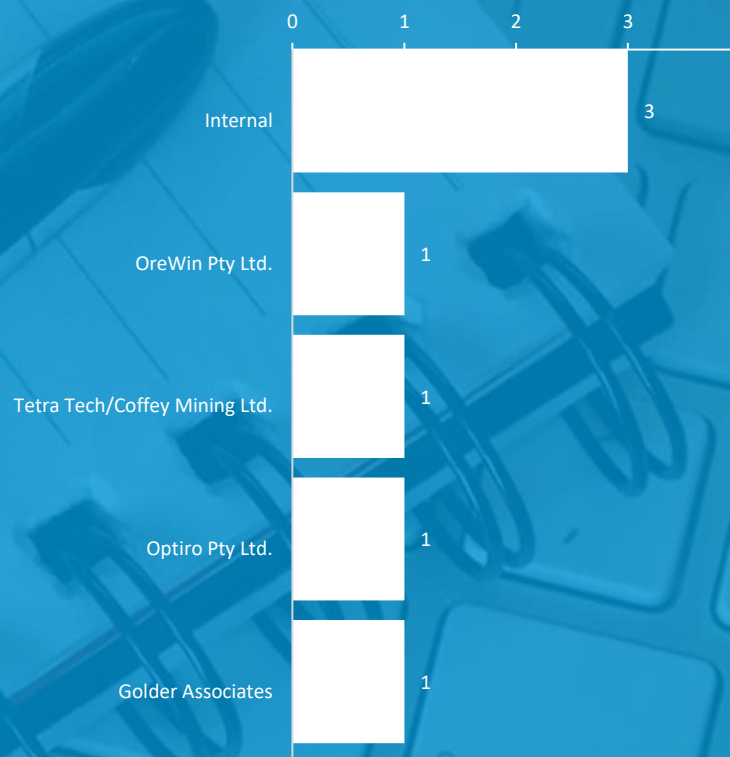 0 1 2 3
Internal 3
OreWin Pty Ltd. 1
Tetra Tech/Coffey Mining Ltd. 1
Optiro Pty Ltd. 1
Golder Associates 1